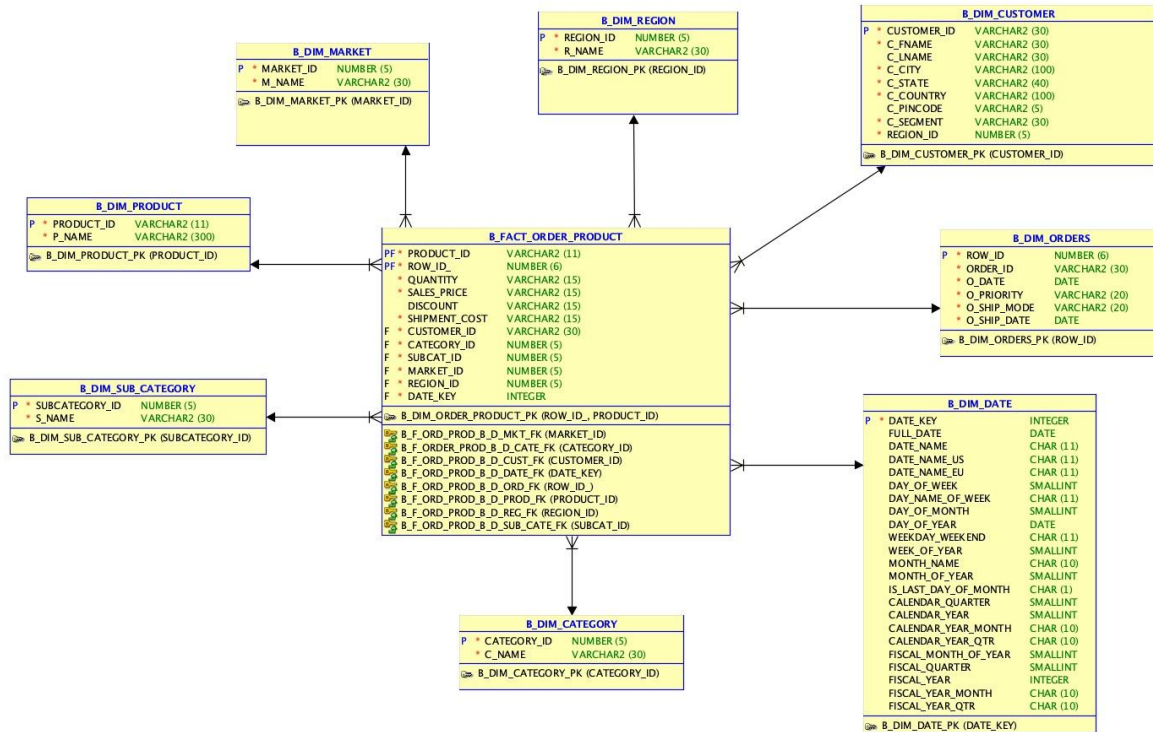 B_DIM_REGION
P * REGION_ID NUMBER (5)
* R_NAME VARCHAR2 (30)
B_DIM_REGION_PK (REGION_ID)
B_DIM_CUSTOMER
P * CUSTOMER_ID VARCHAR2 (30)
* C_FNAME VARCHAR2 (30)
C_LNAME VARCHAR2 (30)
* C_CITY VARCHAR2 (100)
* C_STATE VARCHAR2 (40)
* C_COUNTRY VARCHAR2 (100)
C_PINCODE VARCHAR2 (5)
* C_SEGMENT VARCHAR2 (30)
* REGION_ID NUMBER (5)
B_DIM_CUSTOMER_PK (CUSTOMER_ID)
B_DIM_MARKET
P * MARKET_ID NUMBER (5)
* M_NAME VARCHAR2 (30)
B_DIM_MARKET_PK (MARKET_ID)
B_DIM_PRODUCT
P * PRODUCT_ID VARCHAR2 (11)
* P_NAME VARCHAR2 (300)
B_DIM_PRODUCT_PK (PRODUCT_ID)
B_FACT_ORDER_PRODUCT
PF * PRODUCT_ID VARCHAR2 (11)
PF * ROW_ID_ NUMBER (6)
* QUANTITY VARCHAR2 (15)
* SALES_PRICE VARCHAR2 (15)
DISCOUNT VARCHAR2 (15)
* SHIPMENT_COST VARCHAR2 (15)
F * CUSTOMER_ID VARCHAR2 (30)
F * CATEGORY_ID NUMBER (5)
F * SUBCAT_ID NUMBER (5)
F * MARKET_ID NUMBER (5)
F * REGION_ID NUMBER (5)
F * DATE_KEY INTEGER
B_DIM_ORDER_PRODUCT_PK (ROW_ID_, PRODUCT_ID)
B_F_ORD_PROD_B_D_MKT_FK (MARKET_ID)
B_F_ORDER_PROD_B_D_CATE_FK (CATEGORY_ID)
B_F_ORD_PROD_B_D_CUST_FK (CUSTOMER_ID)
B_F_ORD_PROD_B_D_DATE_FK (DATE_KEY)
B_F_ORD_PROD_B_D_ORD_FK (ROW_ID_)
B_F_ORD_PROD_B_D_PROD_FK (PRODUCT_ID)
B_F_ORD_PROD_B_D_REG_FK (REGION_ID)
B_F_ORD_PROD_B_D_SUB_CATE_FK (SUBCAT_ID)
B_DIM_ORDERS
P * ROW_ID NUMBER (6)
* ORDER_ID VARCHAR2 (30)
* O_DATE DATE
* O_PRIORITY VARCHAR2 (20)
* O_SHIP_MODE VARCHAR2 (20)
* O_SHIP_DATE DATE
B_DIM_ORDERS_PK (ROW_ID)
B_DIM_SUB_CATEGORY
P * SUBCATEGORY_ID NUMBER (5)
* S_NAME VARCHAR2 (30)
B_DIM_SUB_CATEGORY_PK (SUBCATEGORY_ID)
B_DIM_DATE
P * DATE_KEY INTEGER
FULL_DATE DATE
DATE_NAME CHAR (11)
DATE_NAME_US CHAR (11)
DATE_NAME_EU CHAR (11)
DAY_OF_WEEK SMALLINT
DAY_NAME_OF_WEEK CHAR (11)
DAY_OF_MONTH SMALLINT
DAY_OF_YEAR DATE
WEEKDAY_WEEKEND CHAR (11)
WEEK_OF_YEAR SMALLINT
MONTH_NAME CHAR (10)
MONTH_OF_YEAR SMALLINT
IS_LAST_DAY_OF_MONTH CHAR (1)
CALENDAR_QUARTER SMALLINT
CALENDAR_YEAR SMALLINT
CALENDAR_YEAR_MONTH CHAR (10)
CALENDAR_YEAR_QTR CHAR (10)
FISCAL_MONTH_OF_YEAR SMALLINT
FISCAL_QUARTER SMALLINT
FISCAL_YEAR INTEGER
FISCAL_YEAR_MONTH CHAR (10)
FISCAL_YEAR_QTR CHAR (10)
B_DIM_DATE_PK (DATE_KEY)
B_DIM_CATEGORY
P * CATEGORY_ID NUMBER (5)
* C_NAME VARCHAR2 (30)
B_DIM_CATEGORY_PK (CATEGORY_ID)